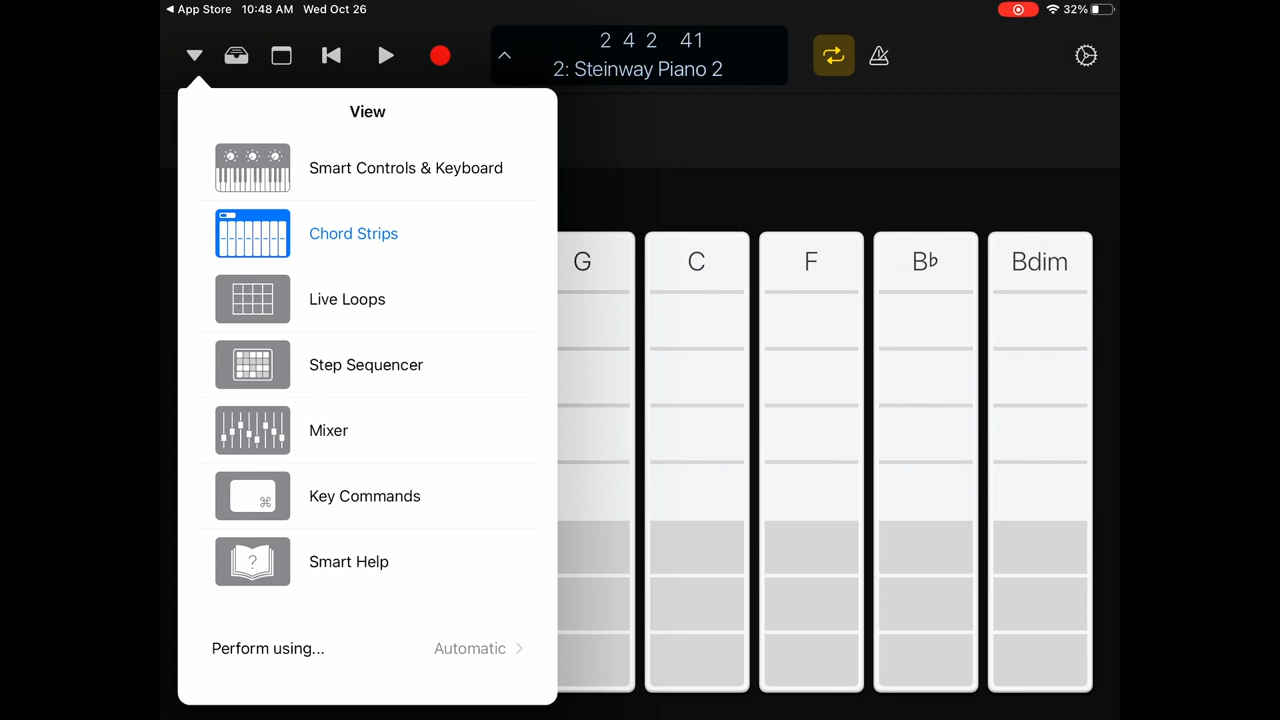 App Store 10:48 AM Wed Oct 26
32%
2 4 2 41
2: Steinway Piano 2
View
Smart Controls & Keyboard
Chord Strips
Live Loops
Step Sequencer
Mixer
Key Commands
Smart Help
Perform using... Automatic
G C F B♭ Bdim